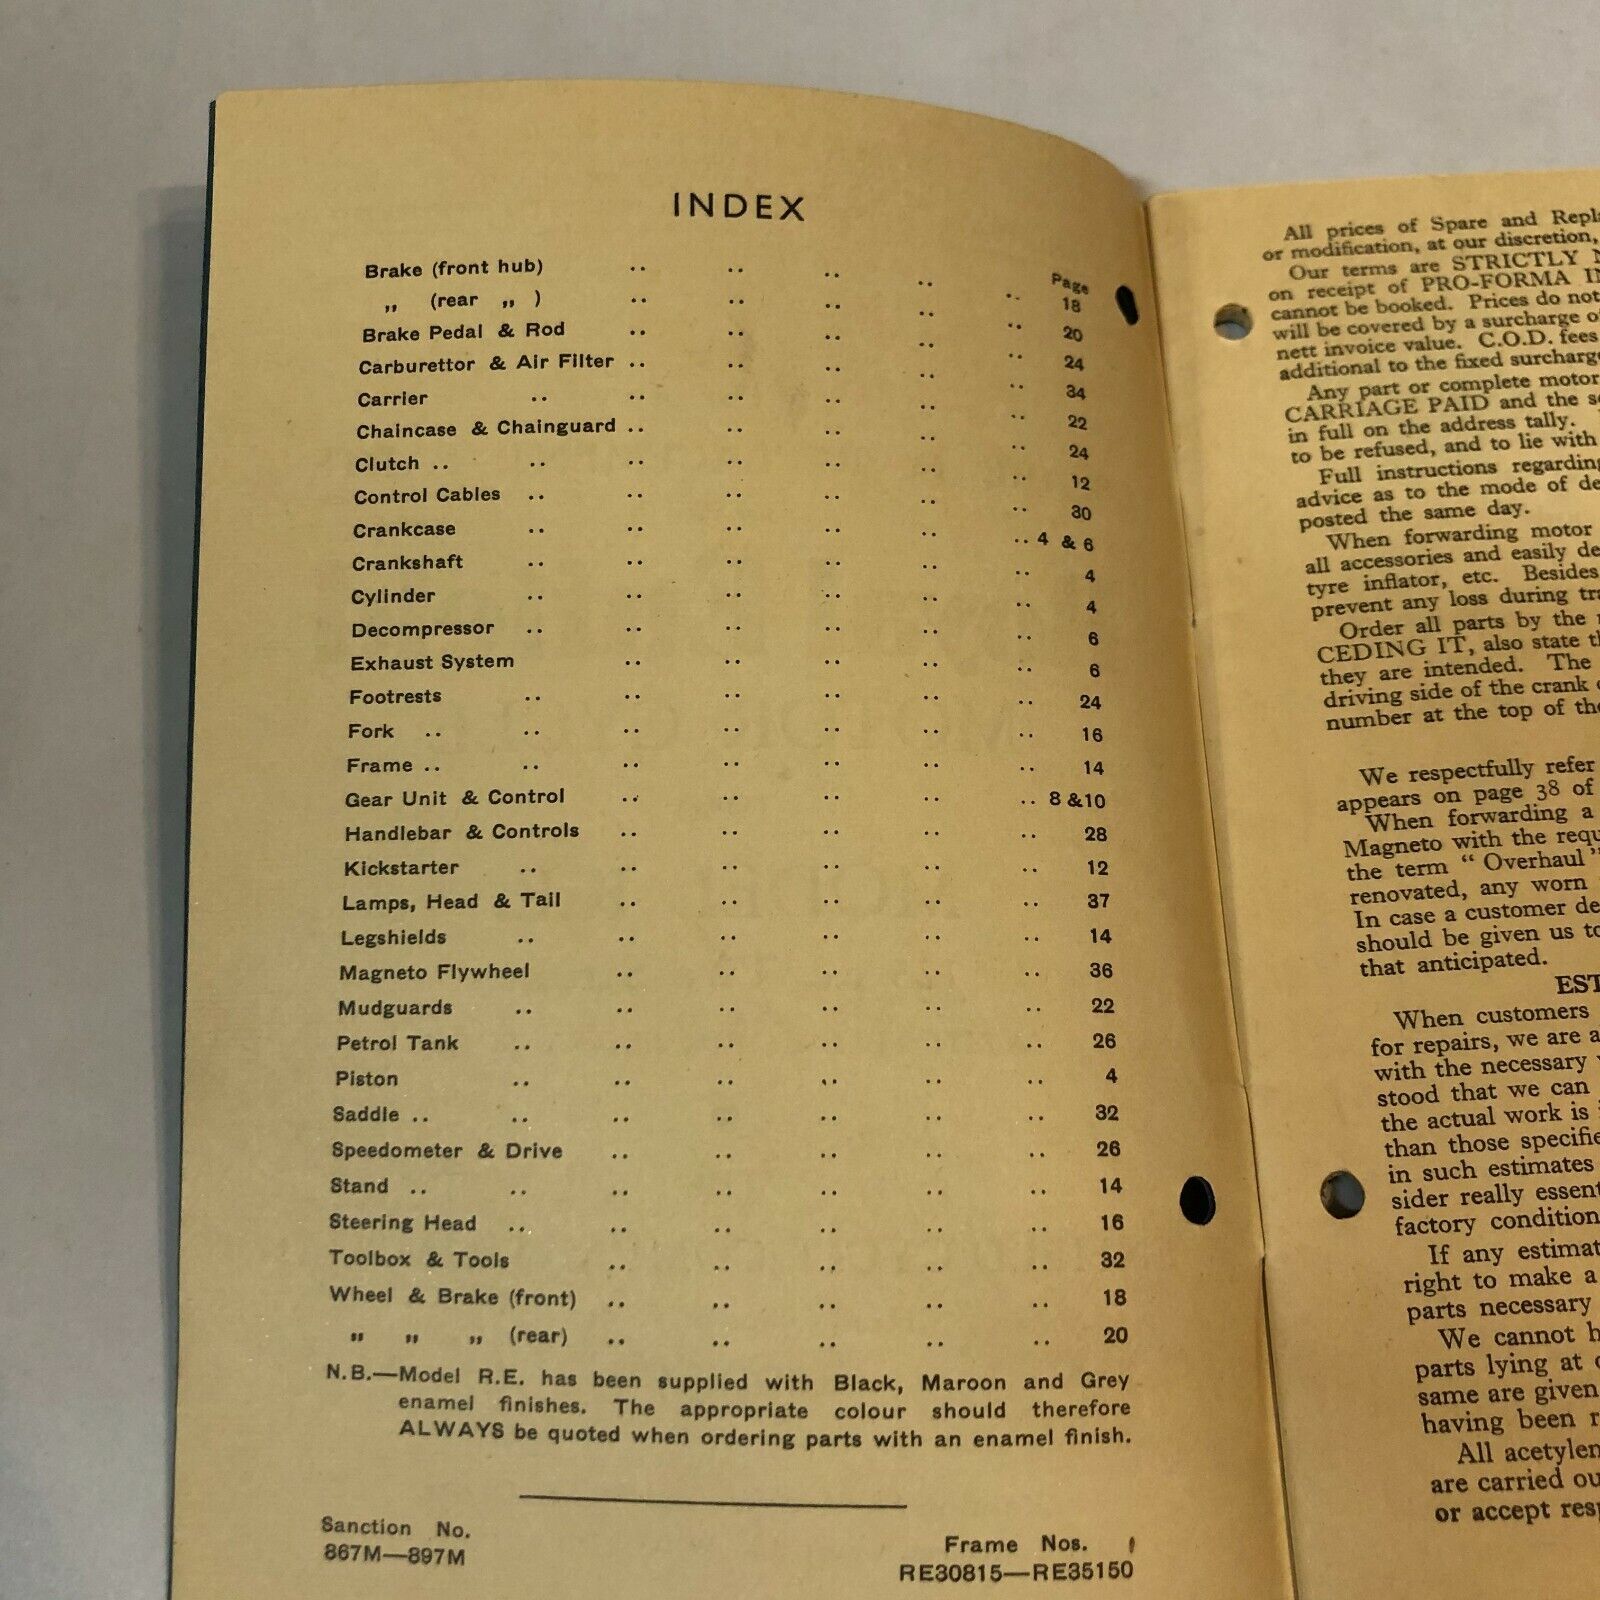 INDEX
Page
Brake (front hub) .. .. .. .. .. 18
,, (rear ,, ) .. .. .. .. .. 20
Brake Pedal & Rod .. .. .. .. .. 24
Carburettor & Air Filter .. .. .. .. .. 34
Carrier .. .. .. .. .. .. 22
Chaincase & Chainguard .. .. .. .. .. 24
Clutch .. .. .. .. .. .. .. 12
Control Cables .. .. .. .. .. .. 30
Crankcase .. .. .. .. .. .. 4 & 6
Crankshaft .. .. .. .. .. .. 4
Cylinder .. .. .. .. .. .. 4
Decompressor .. .. .. .. .. .. 6
Exhaust System .. .. .. .. .. 6
Footrests .. .. .. .. .. .. 24
Fork .. .. .. .. .. .. .. 16
Frame .. .. .. .. .. .. .. 14
Gear Unit & Control .. .. .. .. .. 8 &10
Handlebar & Controls .. .. .. .. .. 28
Kickstarter .. .. .. .. .. .. 12
Lamps, Head & Tail .. .. .. .. .. 37
Legshields .. .. .. .. .. .. 14
Magneto Flywheel .. .. .. .. .. 36
Mudguards .. .. .. .. .. .. 22
Petrol Tank .. .. .. .. .. .. 26
Piston .. .. .. .. .. .. 4
Saddle .. .. .. .. .. .. .. 32
Speedometer & Drive .. .. .. .. .. 26
Stand .. .. .. .. .. .. .. 14
Steering Head .. .. .. .. .. .. 16
Toolbox & Tools .. .. .. .. .. 32
Wheel & Brake (front) .. .. .. .. .. 18
,, ,, ,, (rear) .. .. .. .. .. 20
N.B.—Model R.E. has been supplied with Black, Maroon and Grey
enamel finishes. The appropriate colour should therefore
ALWAYS be quoted when ordering parts with an enamel finish.
Sanction No.
867M—897M
Frame Nos.
RE30815—RE35150
All prices of Spare and
or modification, at our discretion,
Our terms are STRICTLY
on receipt of PRO-FORMA
cannot be booked. Prices do not
will be covered by a surcharge
nett invoice value. C.O.D. fees
additional to the fixed
Any part or complete motor
CARRIAGE PAID and the
in full on the address tally.
to be refused, and to lie with
Full instructions regarding
advice as to the mode of
posted the same day.
When forwarding motor
all accessories and easily
tyre inflator, etc. Besides
prevent any loss during
Order all parts by the
CEDING IT, also state
they are intended. The
driving side of the crank
number at the top of
We respectfully refer
appears on page 38 of
When forwarding a
Magneto with the
the term " Overhaul "
renovated, any worn
In case a customer
should be given us
that anticipated.
EST
When customers
for repairs, we are
with the necessary
stood that we can
the actual work is
than those
in such estimates
sider really
factory condition
If any
right to make a
parts necessary
We cannot
parts lying at
same are given
having been
All
are carried
or accept